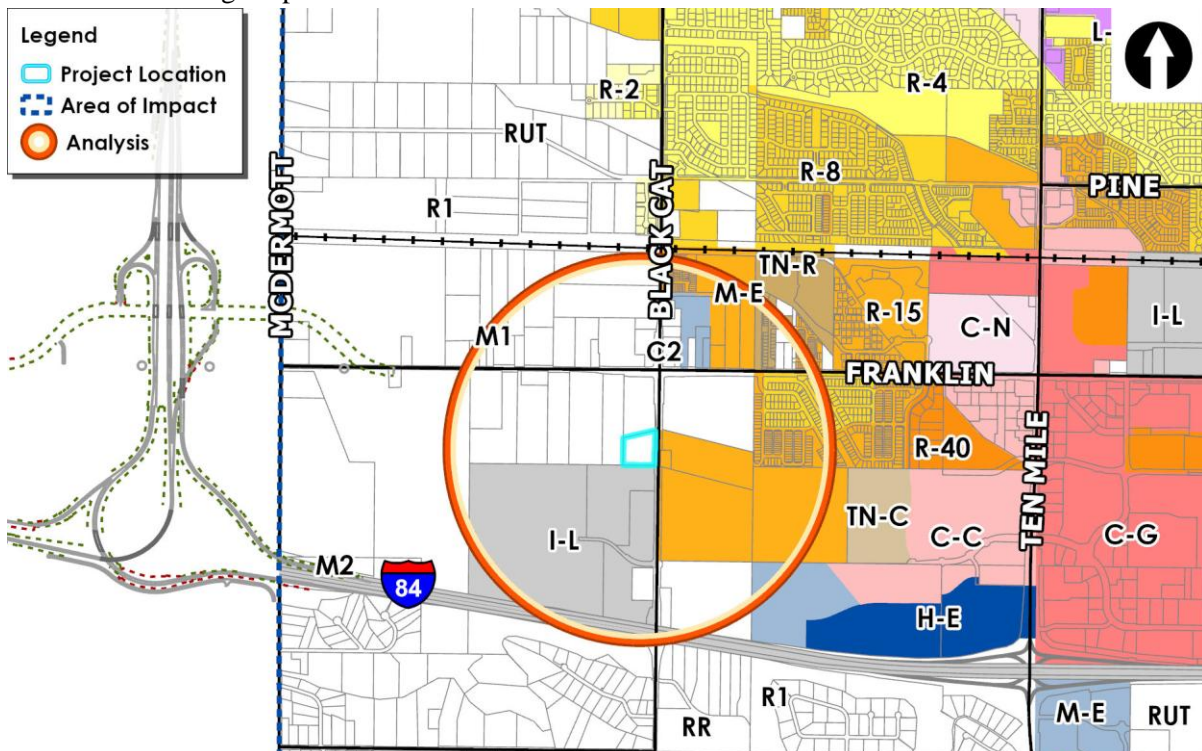 Legend
Project Location
Area of Impact
Analysis
L-
R-4
R-2
RUT
R-8
PINE
R1
MCDERMOTT
BLACK CAT
TN-R
M-E
R-15
C-N
I-L
M1
C2
FRANKLIN
R-40
TEN MILE
I-L
TN-C
C-C
C-G
M2
84
H-E
R1
RR
M-E
RUT